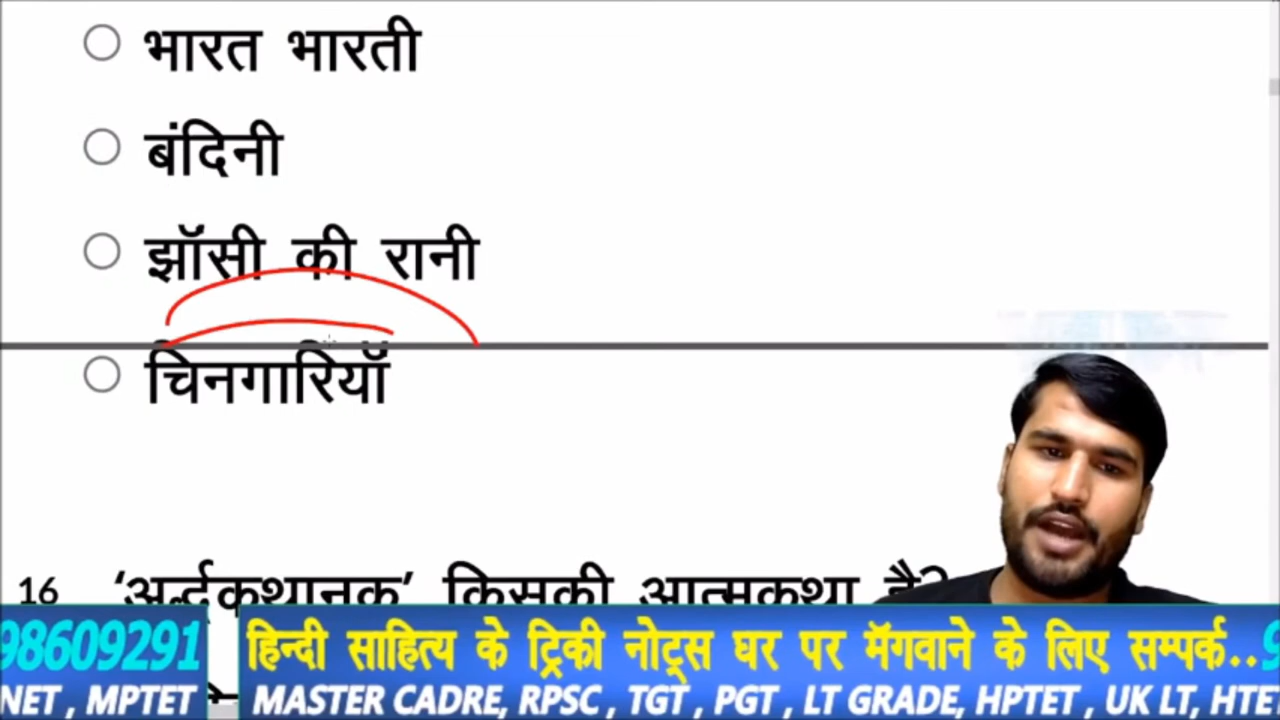 भारत भारती
बंदिनी
झॉसी की रानी
चिनगारियॉं
16 ‘अर्द्धकथानक’ किसकी आत्मकथा है?
98609291 हिन्दी साहित्य के ट्रिकी नोट्स घर पर मॅगवाने के लिए सम्पर्क..9
NET , MPTET MASTER CADRE, RPSC , TGT , PGT , LT GRADE, HPTET , UK LT, HTE